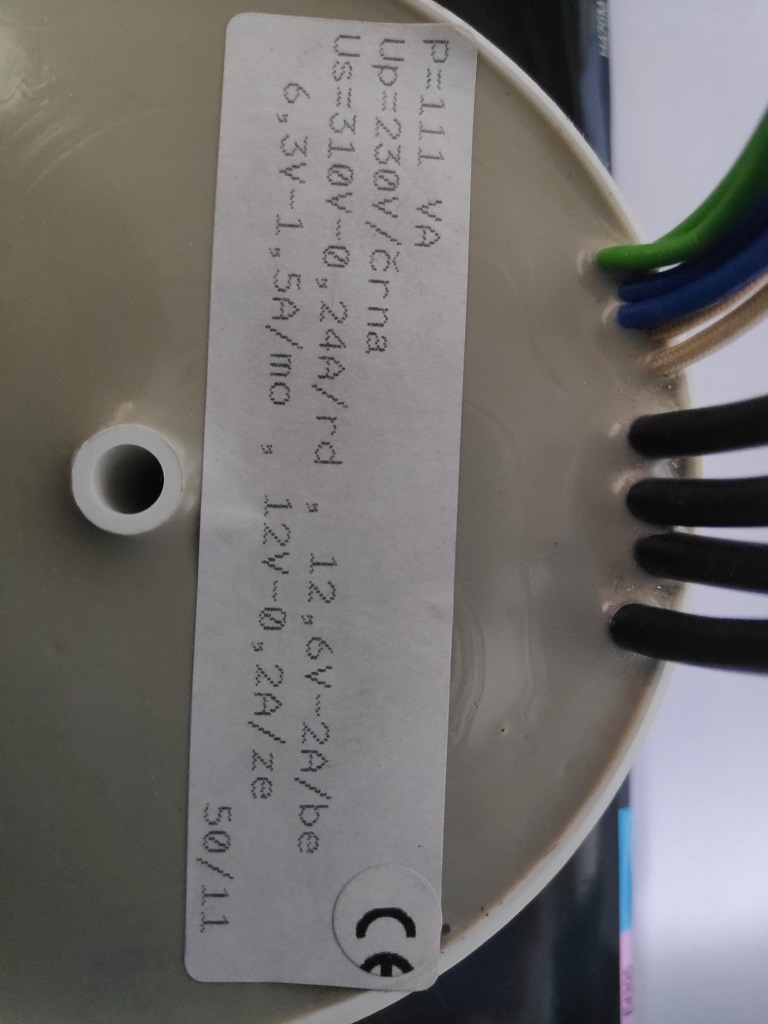 P=111 VA
Up=230V/črna
Us=310V-0,24A/rd , 12,6V-2A/be
6,3V-1,5A/mo , 12V-0,2A/ze
50/11
CE